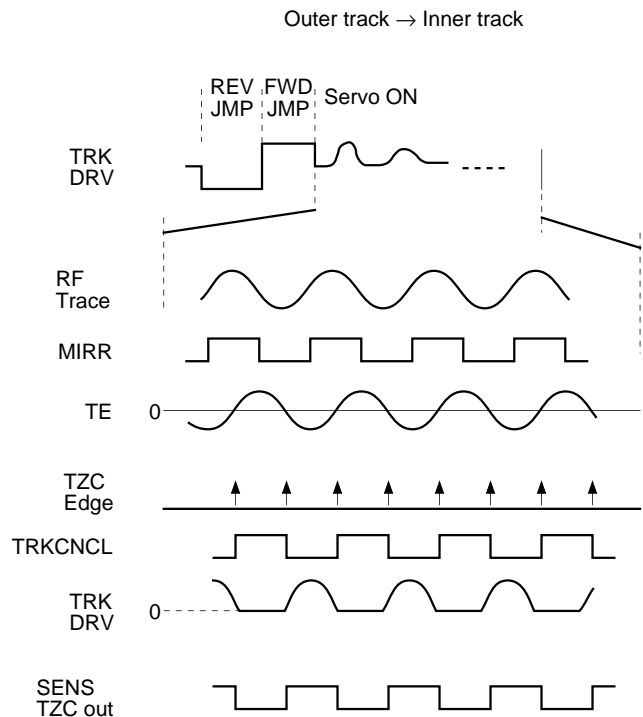 Outer track → Inner track
REV FWD
JMP JMP Servo ON
TRK
DRV
RF
Trace
MIRR
TE 0
TZC
Edge
TRKCNCL
TRK
DRV
0
SENS
TZC out